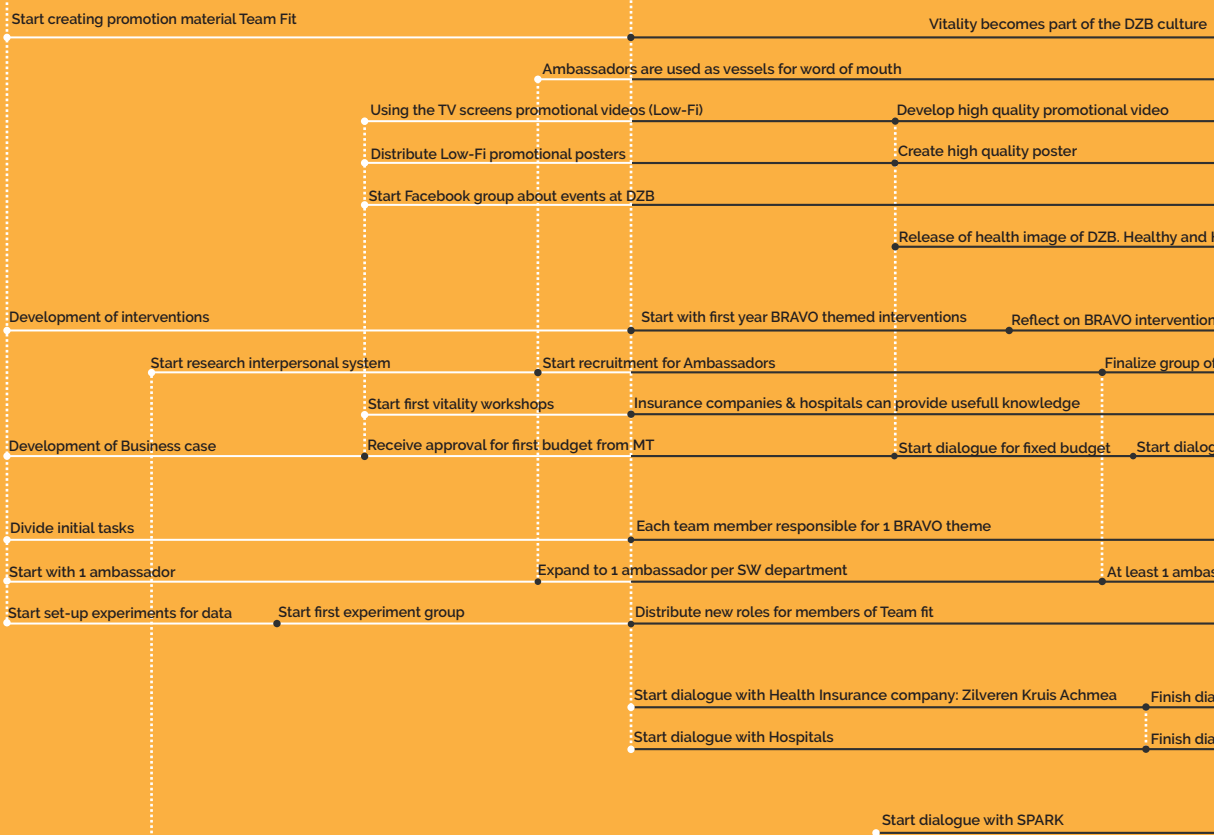 Start creating promotion material Team Fit
Vitality becomes part of the DZB culture
Ambassadors are used as vessels for word of mouth
Using the TV screens promotional videos (Low-Fi)
Develop high quality promotional video
Distribute Low-Fi promotional posters
Create high quality poster
Start Facebook group about events at DZB
Release of health image of DZB. Healthy and
Development of interventions
Start with first year BRAVO themed interventions
Reflect on BRAVO intervention
Start research interpersonal system
Start recruitment for Ambassadors
Finalize group of
Start first vitality workshops
Insurance companies & hospitals can provide usefull knowledge
Development of Business case
Receive approval for first budget from MT
Start dialogue for fixed budget
Start dialog
Divide initial tasks
Each team member responsible for 1 BRAVO theme
Start with 1 ambassador
Expand to 1 ambassador per SW department
At least 1 ambas
Start set-up experiments for data
Start first experiment group
Distribute new roles for members of Team fit
Start dialogue with Health Insurance company: Zilveren Kruis Achmea
Finish dia
Start dialogue with Hospitals
Finish dia
Start dialogue with SPARK